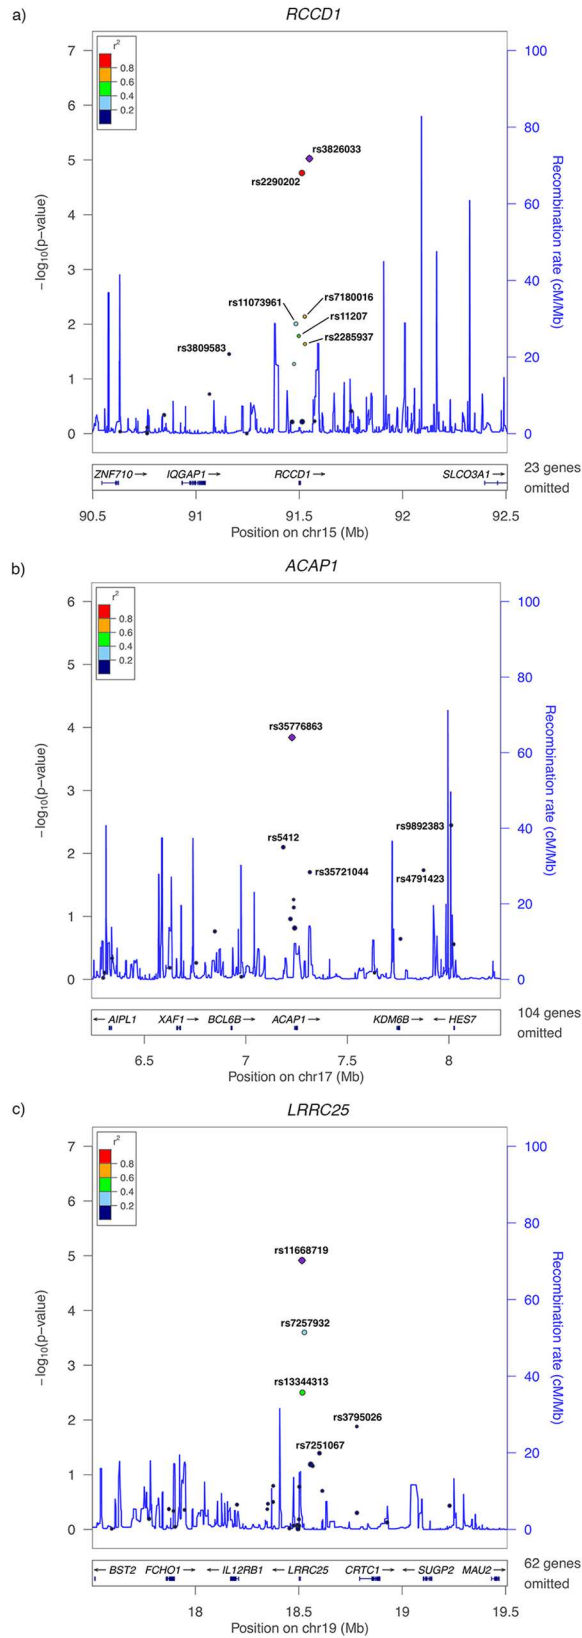 a)
RCCD1
7
6
5
4
3
2
1
0
−log10(p−value)
r2
0.8
0.6
0.4
0.2
rs3826033
rs2290202
rs11073961
rs7180016
rs11207
rs2285937
rs3809583
100
80
60
40
20
0
Recombination rate (cM/Mb)
ZNF710 → IQGAP1 → RCCD1 → SLCO3A1 →
23 genes
omitted
90.5 91 91.5 92 92.5
Position on chr15 (Mb)
b)
ACAP1
6
5
4
3
2
1
0
−log10(p−value)
r2
0.8
0.6
0.4
0.2
rs35776863
rs9892383
rs5412
rs35721044
rs4791423
100
80
60
40
20
0
Recombination rate (cM/Mb)
← AIPL1 XAF1 → BCL6B → ACAP1 → KDM6B → ← HES7
104 genes
omitted
6.5 7 7.5 8
Position on chr17 (Mb)
c)
LRRC25
7
6
5
4
3
2
1
0
−log10(p−value)
r2
0.8
0.6
0.4
0.2
rs11668719
rs7257932
rs13344313
rs3795026
rs7251067
100
80
60
40
20
0
Recombination rate (cM/Mb)
← BST2 FCHO1 → ← IL12RB1 ← LRRC25 CRTC1 → ← SUGP2 MAU2 →
62 genes
omitted
18 18.5 19 19.5
Position on chr19 (Mb)